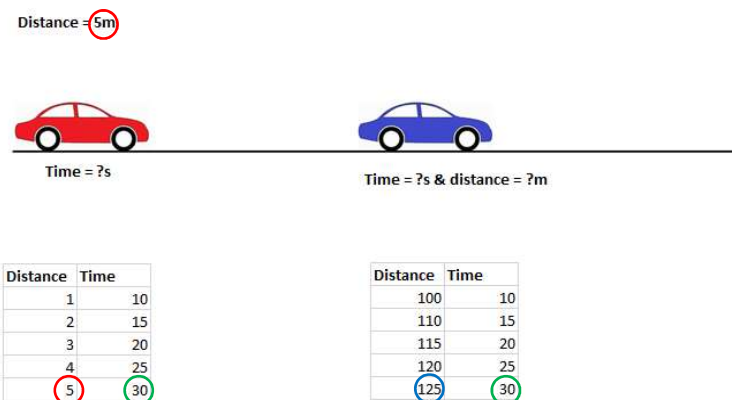 Distance = 5m
Time = ?s
Time = ?s & distance = ?m
Distance Time
1 10
2 15
3 20
4 25
5 30
Distance Time
100 10
110 15
115 20
120 25
125 30